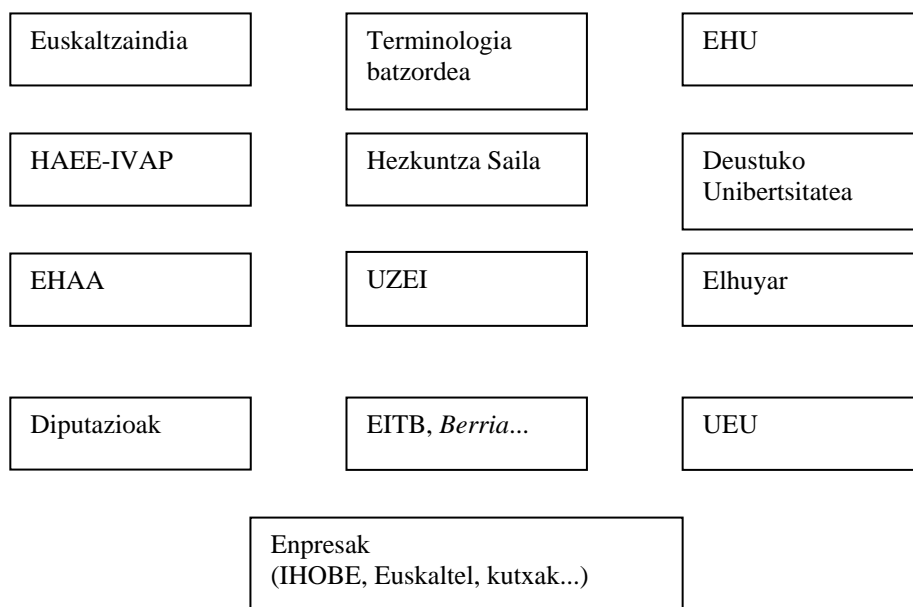 Euskaltzaindia
Terminologia
batzordea
EHU
HAEE-IVAP
Hezkuntza Saila
Deustuko
Unibertsitatea
EHAA
UZEI
Elhuyar
Diputazioak
EITB, Berria...
UEU
Enpresak
(IHOBE, Euskaltel, kutxak...)